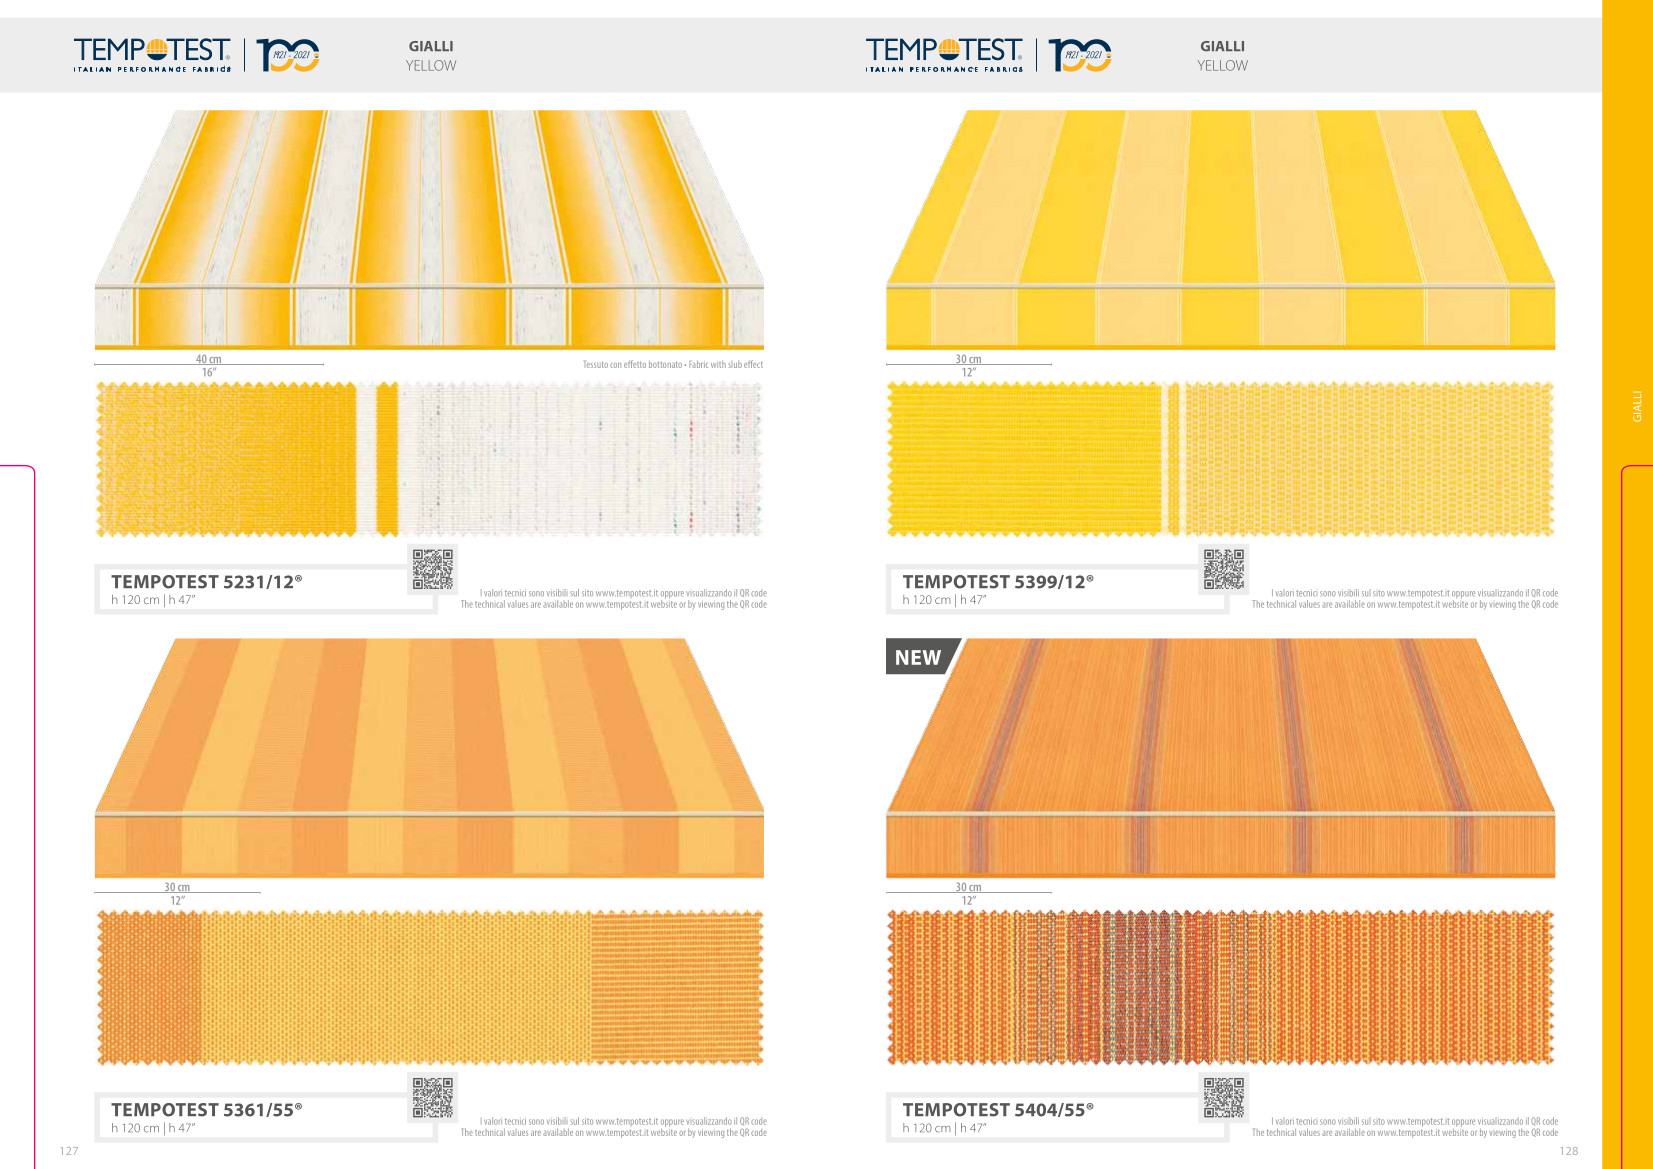 TEMPOTEST®
ITALIAN PERFORMANCE FABRICS
1921 - 2021
GIALLI
YELLOW
40 cm
16”
Tessuto con effetto bottonato • Fabric with slub effect
TEMPOTEST 5231/12®
h 120 cm | h 47”
I valori tecnici sono visibili sul sito www.tempotest.it oppure visualizzando il QR code
The technical values are available on www.tempotest.it website or by viewing the QR code
30 cm
12”
TEMPOTEST 5361/55®
h 120 cm | h 47”
I valori tecnici sono visibili sul sito www.tempotest.it oppure visualizzando il QR code
The technical values are available on www.tempotest.it website or by viewing the QR code
127
TEMPOTEST®
ITALIAN PERFORMANCE FABRICS
1921 - 2021
GIALLI
YELLOW
30 cm
12”
TEMPOTEST 5399/12®
h 120 cm | h 47”
I valori tecnici sono visibili sul sito www.tempotest.it oppure visualizzando il QR code
The technical values are available on www.tempotest.it website or by viewing the QR code
NEW
30 cm
12”
TEMPOTEST 5404/55®
h 120 cm | h 47”
I valori tecnici sono visibili sul sito www.tempotest.it oppure visualizzando il QR code
The technical values are available on www.tempotest.it website or by viewing the QR code
128
GIALLI